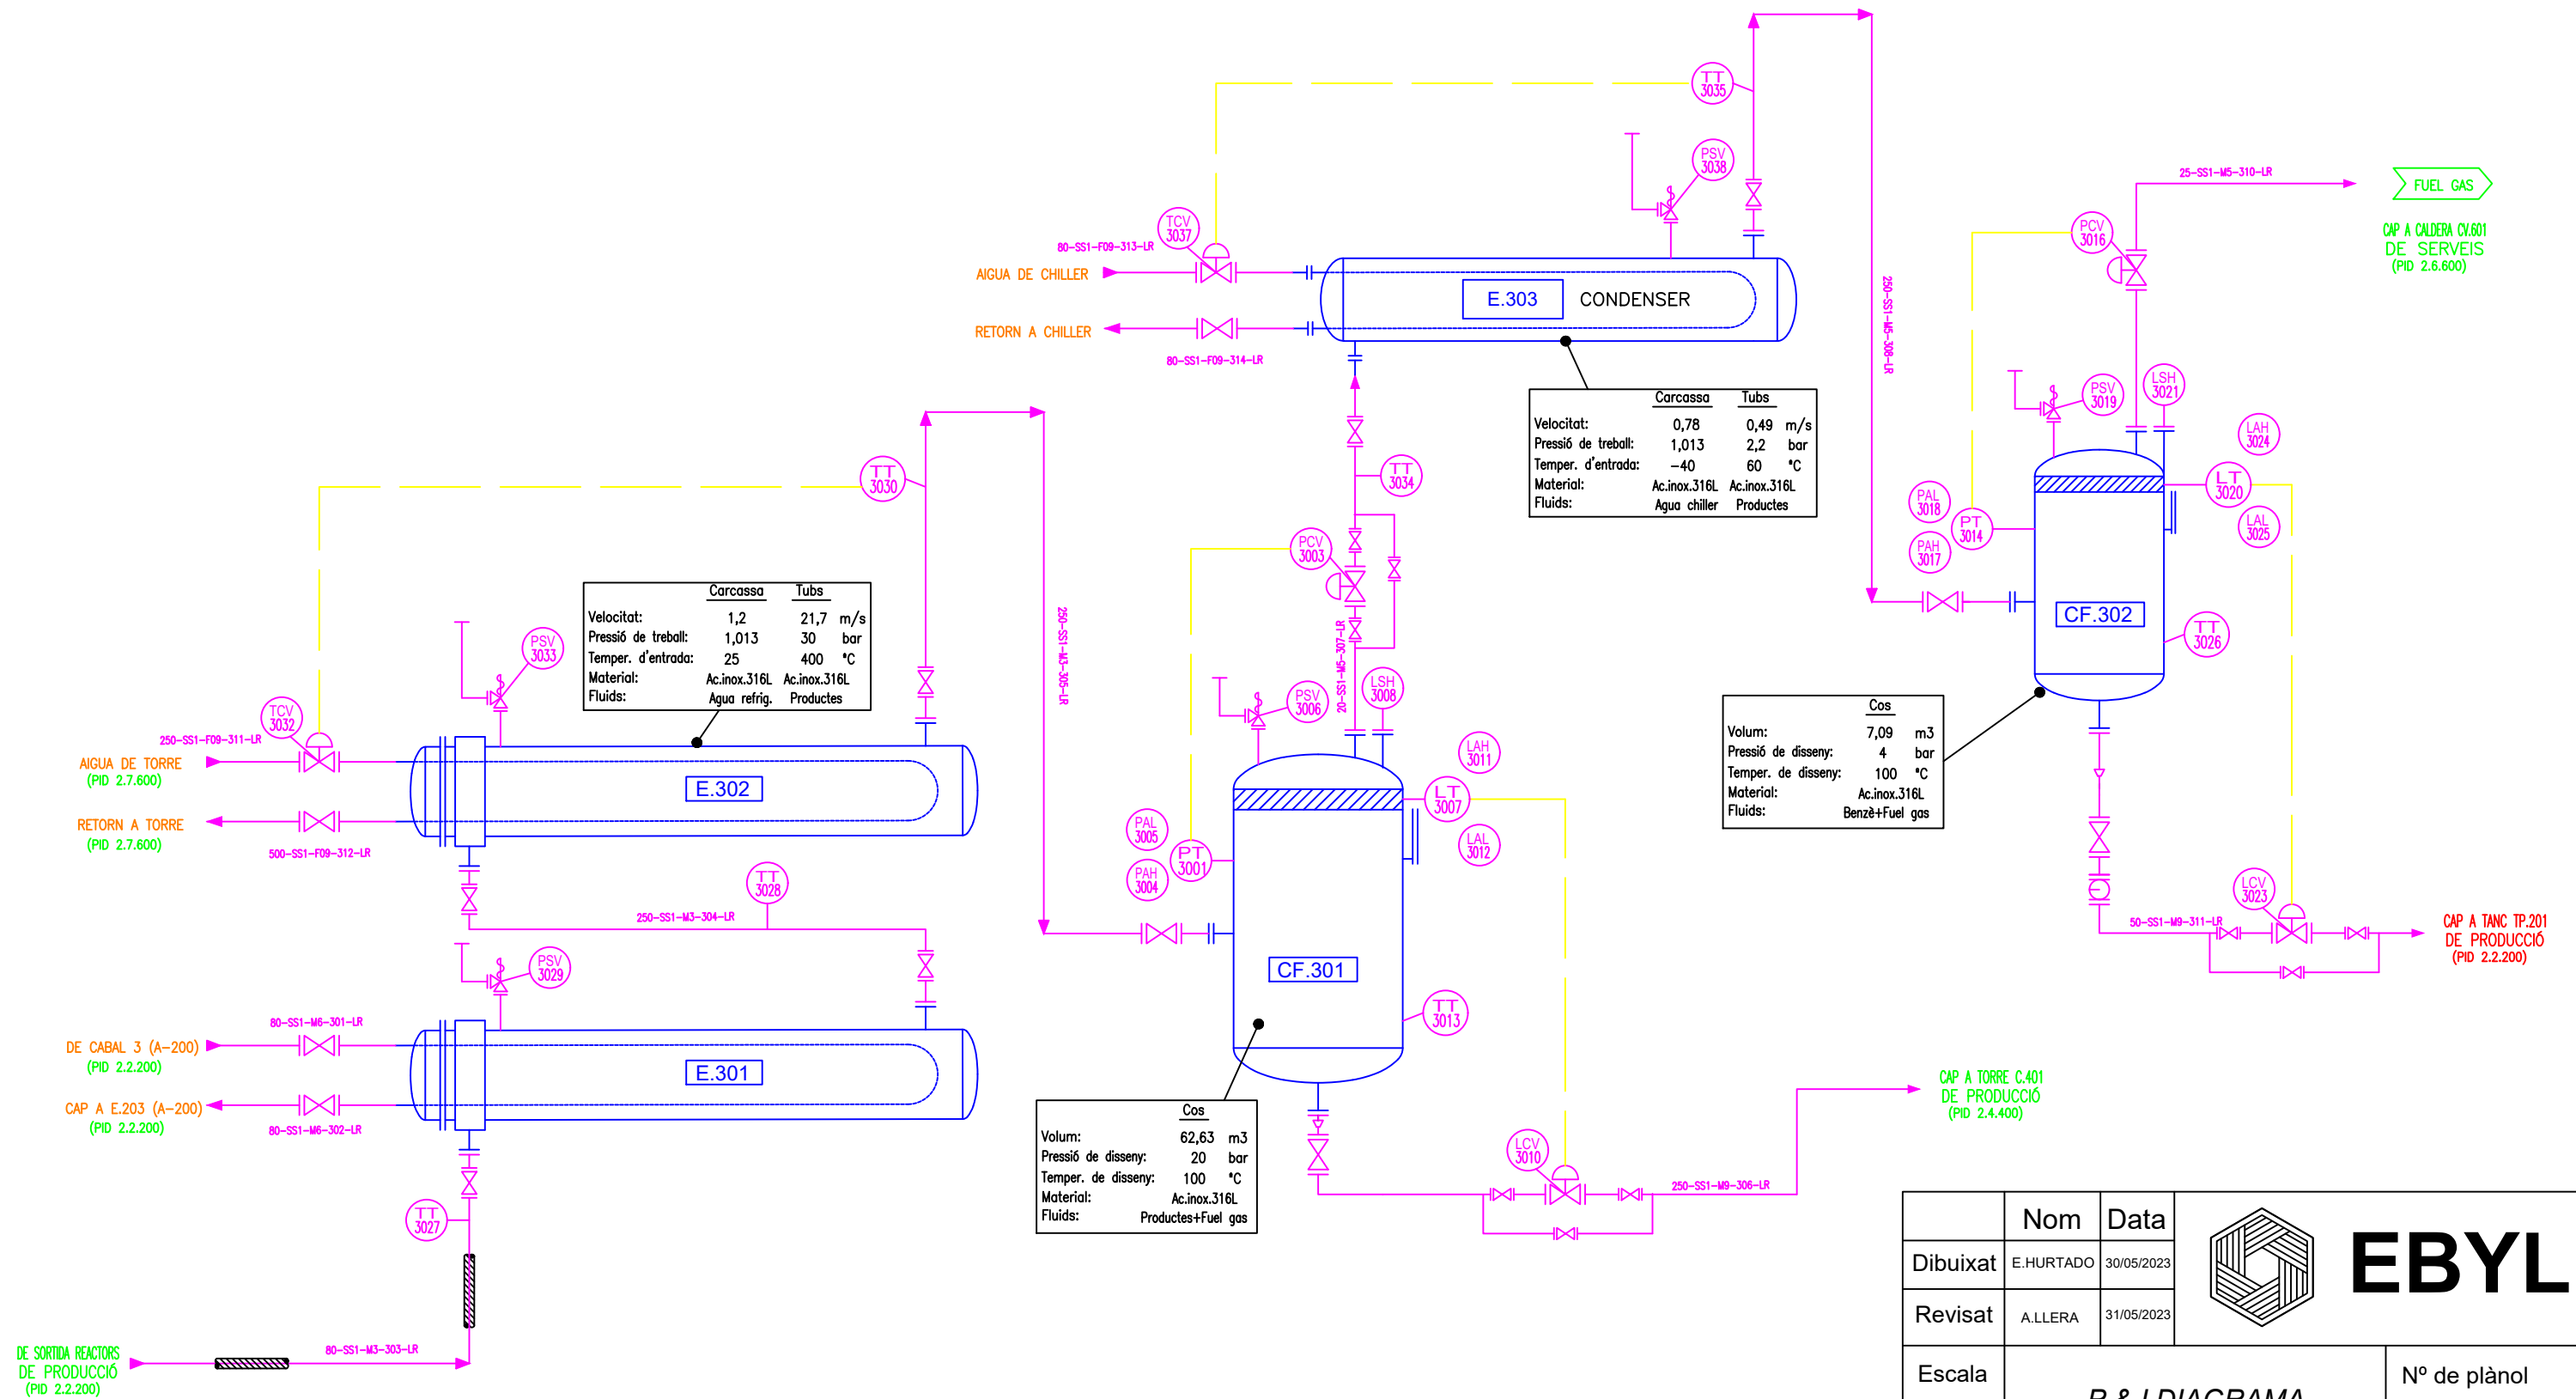 TT
3035
PSV
3038
TCV
3037
80-SS1-F09-313-LR
AIGUA DE CHILLER
E.303 CONDENSER
RETORN A CHILLER
80-SS1-F09-314-LR
250-SS1-M5-308-LR
25-SS1-M5-310-LR
FUEL GAS
CAP A CALDERA CV.601
DE SERVEIS
(PID 2.6.600)
PCV
3016
PSV
3019
LSH
3021
LAH
3024
LT
3020
LAL
3025
PAL
3018
PT
3014
PAH
3017
CF.302
TT
3026
Carcassa Tubs
Velocitat: 0,78 0,49 m/s
Pressió de treball: 1,013 2,2 bar
Temper. d'entrada: -40 60 °C
Material: Ac.inox.316L Ac.inox.316L
Fluids: Agua chiller Productes
TT
3030
TT
3034
PCV
3003
20-SS1-M5-307-LR
250-SS1-M3-305-LR
Carcassa Tubs
Velocitat: 1,2 21,7 m/s
Pressió de treball: 1,013 30 bar
Temper. d'entrada: 25 400 °C
Material: Ac.inox.316L Ac.inox.316L
Fluids: Agua refrig. Productes
PSV
3033
TCV
3032
250-SS1-F09-311-LR
AIGUA DE TORRE
(PID 2.7.600)
E.302
RETORN A TORRE
(PID 2.7.600)
500-SS1-F09-312-LR
TT
3028
250-SS1-M3-304-LR
PSV
3029
80-SS1-M6-301-LR
DE CABAL 3 (A-200)
(PID 2.2.200)
E.301
CAP A E.203 (A-200)
(PID 2.2.200)
80-SS1-M6-302-LR
TT
3027
80-SS1-M3-303-LR
DE SORTIDA REACTORS
DE PRODUCCIÓ
(PID 2.2.200)
PSV
3006
LSH
3008
LAH
3011
LT
3007
LAL
3012
PAL
3005
PT
3001
PAH
3004
CF.301
TT
3013
Cos
Volum: 62,63 m3
Pressió de disseny: 20 bar
Temper. de disseny: 100 °C
Material: Ac.inox.316L
Fluids: Productes+Fuel gas
LCV
3010
250-SS1-M9-306-LR
CAP A TORRE C.401
DE PRODUCCIÓ
(PID 2.4.400)
Cos
Volum: 7,09 m3
Pressió de disseny: 4 bar
Temper. de disseny: 100 °C
Material: Ac.inox.316L
Fluids: Benzè+Fuel gas
LCV
3023
50-SS1-M9-311-LR
CAP A TANC TP.201
DE PRODUCCIÓ
(PID 2.2.200)
Nom Data
Dibuixat E.HURTADO 30/05/2023
Revisat A.LLERA 31/05/2023
EBYL
Escala
P & I DIAGRAMA
Nº de plànol